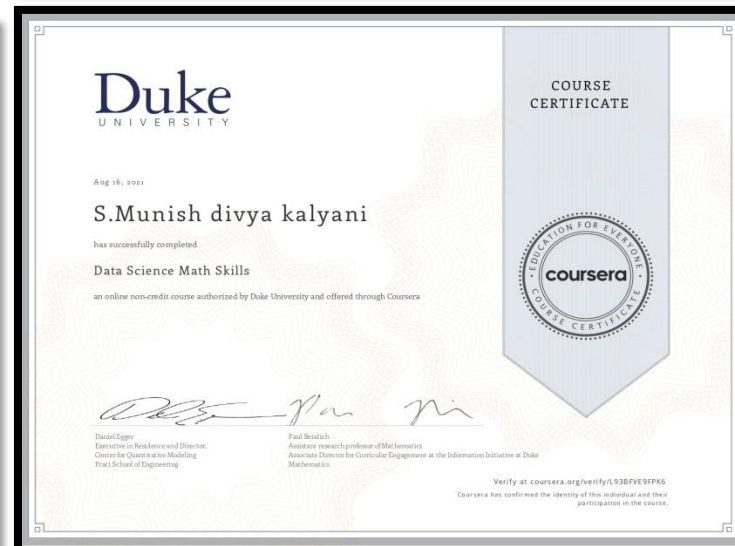 Duke
UNIVERSITY
COURSE
CERTIFICATE
Aug 16, 2021
S.Munish divya kalyani
has successfully completed
Data Science Math Skills
an online non-credit course authorized by Duke University and offered through Coursera
EDUCATION FOR EVERYONE
coursera
COURSE CERTIFICATE
Daniel Egger
Executive in Residence and Director,
Center for Quantitative Modeling
Pratt School of Engineering
Paul Bendich
Assistant research professor of Mathematics
Associate Director for Curricular Engagement at the Information Initiative at Duke
Mathematics
Verify at coursera.org/verify/L93BFVE9FPK6
Coursera has confirmed the identity of this individual and their
participation in the course.